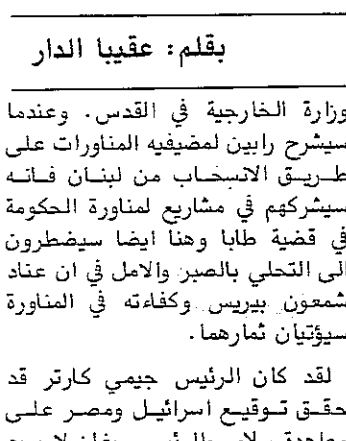 بقلم: عقيبا الدار
وزارة الخارجية في القدس. وعندما
سيشرح رابين لمضيفيه المناورات على
طريق الانسحاب من لبنان فانه
سيشركهم في مشاريع لمناورة الحكومة
في قضية طابا وهنا ايضا سيضطرون
الى التحلي بالصبر والامل في ان عناد
شمعون بيريس وكفاءته في المناورة
سيؤتيان ثمارهما.
لقد كان الرئيس جيمي كارتر قد
حقق توقيع اسرائيل ومصر على